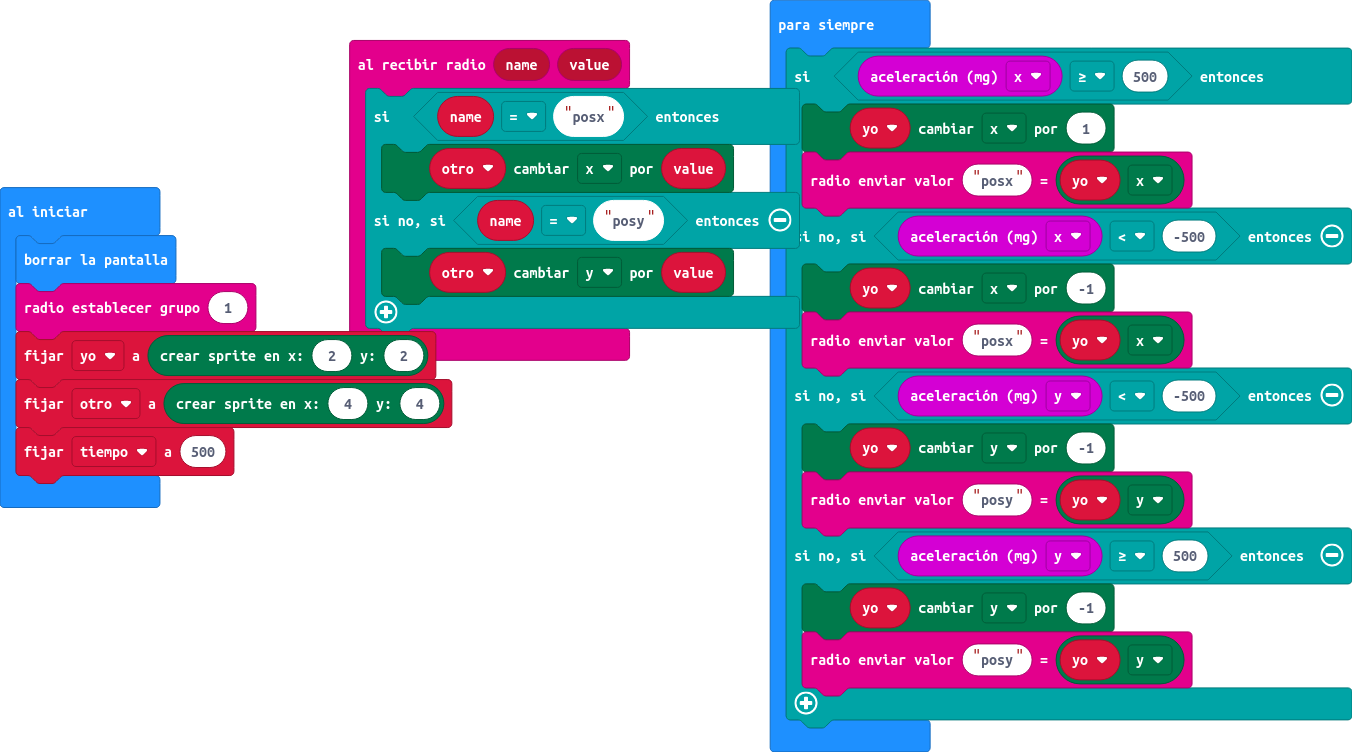 al iniciar
borrar la pantalla
radio establecer grupo 1
fijar yo a crear sprite en x: 2 y: 2
fijar otro a crear sprite en x: 4 y: 4
fijar tiempo a 500
al recibir radio name value
si name = "posx" entonces
otro cambiar x por value
si no, si name = "posy" entonces
otro cambiar y por value
para siempre
si aceleración (mg) x ≥ 500 entonces
yo cambiar x por 1
radio enviar valor "posx" = yo x
si no, si aceleración (mg) x < -500 entonces
yo cambiar x por -1
radio enviar valor "posx" = yo x
si no, si aceleración (mg) y < -500 entonces
yo cambiar y por -1
radio enviar valor "posy" = yo y
si no, si aceleración (mg) y ≥ 500 entonces
yo cambiar y por -1
radio enviar valor "posy" = yo y